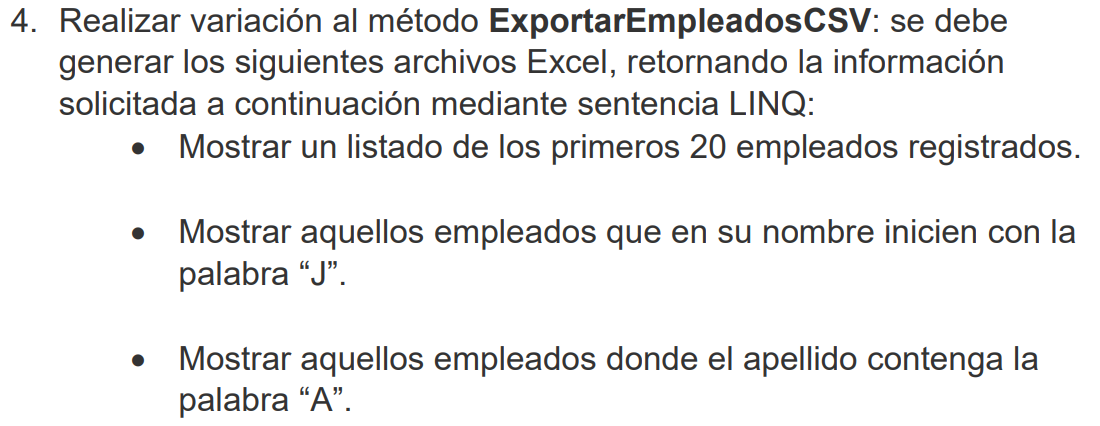 4. Realizar variación al método ExportarEmpleadosCSV: se debe
generar los siguientes archivos Excel, retornando la información
solicitada a continuación mediante sentencia LINQ:
• Mostrar un listado de los primeros 20 empleados registrados.
• Mostrar aquellos empleados que en su nombre inicien con la
palabra “J”.
• Mostrar aquellos empleados donde el apellido contenga la
palabra “A”.